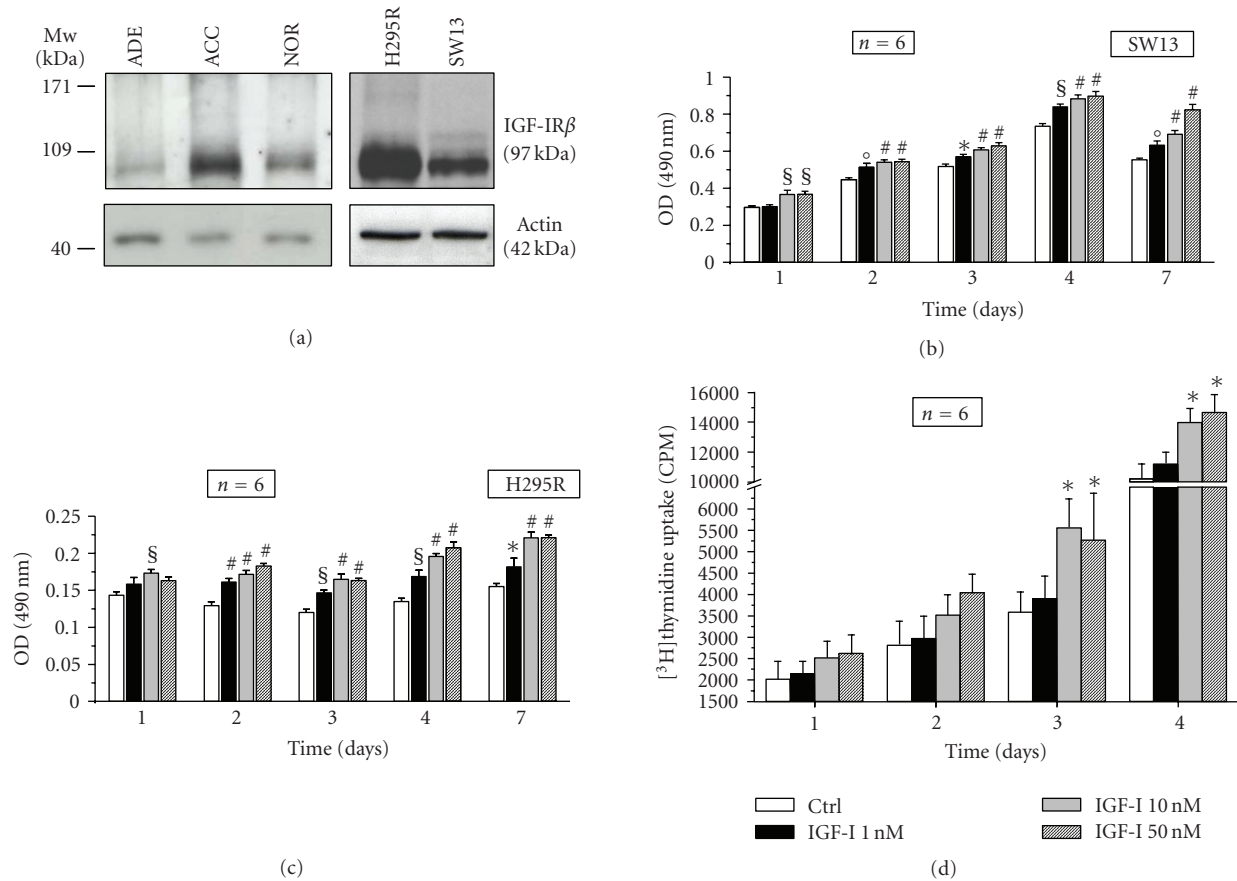 Mw
(kDa)
ADE
ACC
NOR
H295R
SW13
171
109
40
IGF-IRβ
(97 kDa)
Actin
(42 kDa)
(a)
n = 6
SW13
OD (490 nm)
1
0.8
0.6
0.4
0.2
0
§ §
° # #
* # #
§ # #
° # #
1 2 3 4 7
Time (days)
(b)
n = 6
H295R
OD (490 nm)
0.25
0.2
0.15
0.1
0.05
0
§
# # #
§ # #
§ # #
* # #
1 2 3 4 7
Time (days)
(c)
n = 6
[³H]thymidine uptake (CPM)
16000
14000
12000
10000
6000
5500
5000
4500
4000
3500
3000
2500
2000
1500
* *
* *
1 2 3 4
Time (days)
Ctrl
IGF-I 1 nM
IGF-I 10 nM
IGF-I 50 nM
(d)